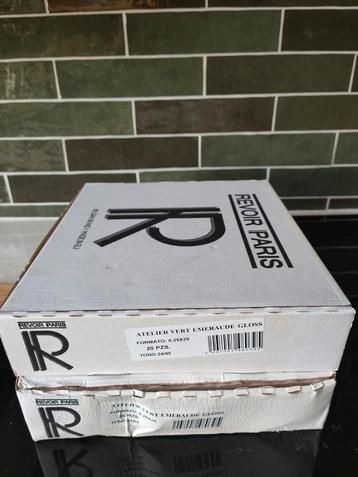 REVOIR PARIS
R
REVOIR PARIS
R
ATELIER VERT EMERAUDE GLOSS
FORMATO: 6.25X25
20 PZS.
TONO:24/05
REVOIR PARIS
R
ATELIER VERT EMERAUDE GLOSS